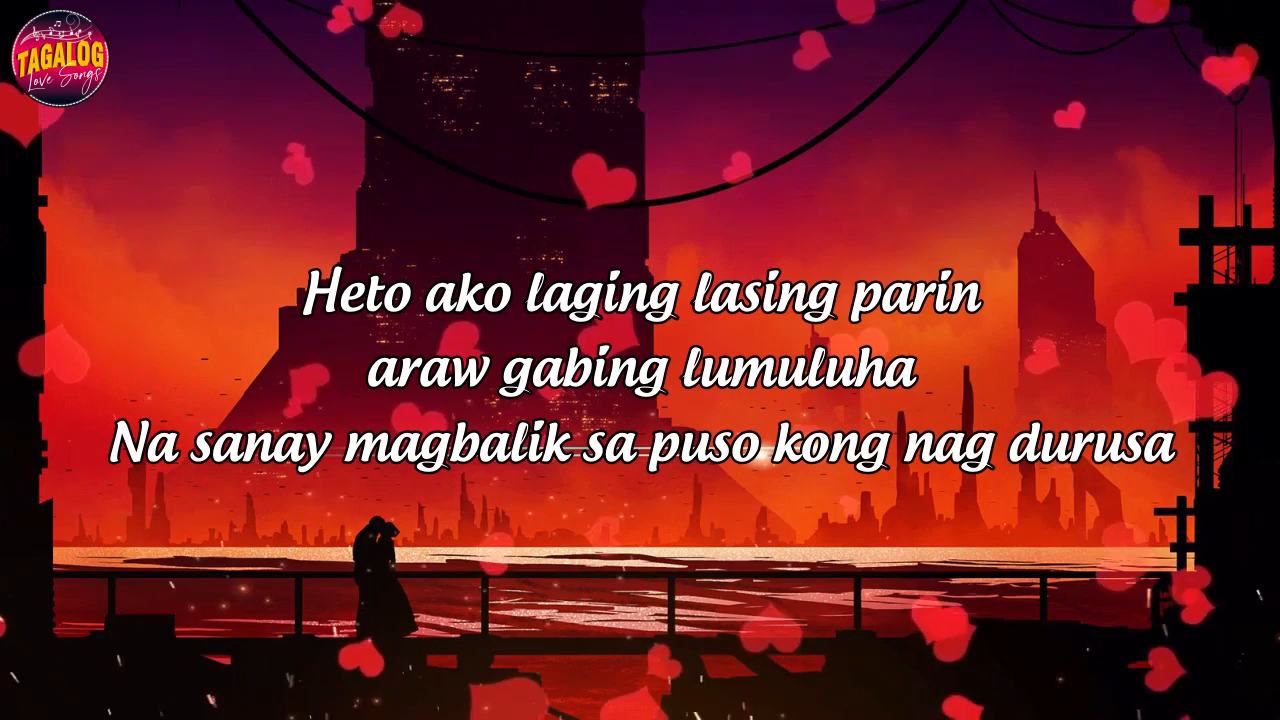 TAGALOG
Love Songs
Heto ako laging lasing parin
araw gabing lumuluha
Na sanay magbalik sa puso kong nag durusa